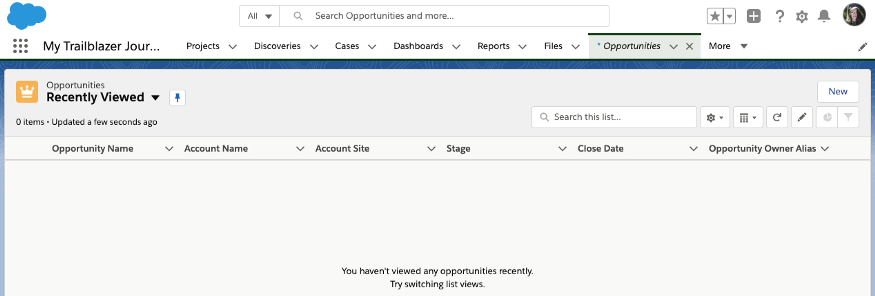 All Search Opportunities and more...
My Trailblazer Jour... Projects Discoveries Cases Dashboards Reports Files * Opportunities More
Opportunities
Recently Viewed
New
0 items • Updated a few seconds ago
Search this list...
Opportunity Name Account Name Account Site Stage Close Date Opportunity Owner Alias
You haven't viewed any opportunities recently.
Try switching list views.